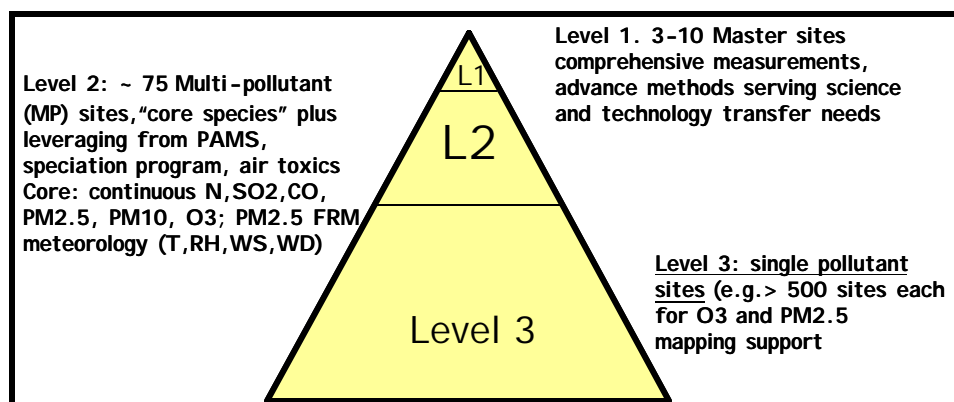 Level 1. 3-10 Master sites
comprehensive measurements,
advance methods serving science
and technology transfer needs
L1
Level 2: ~ 75 Multi-pollutant
(MP) sites,"core species" plus
leveraging from PAMS,
speciation program, air toxics
Core: continuous N,SO2,CO,
PM2.5, PM10, O3; PM2.5 FRM
meteorology (T,RH,WS,WD)
L2
Level 3: single pollutant
sites (e.g.> 500 sites each
for O3 and PM2.5
mapping support
Level 3